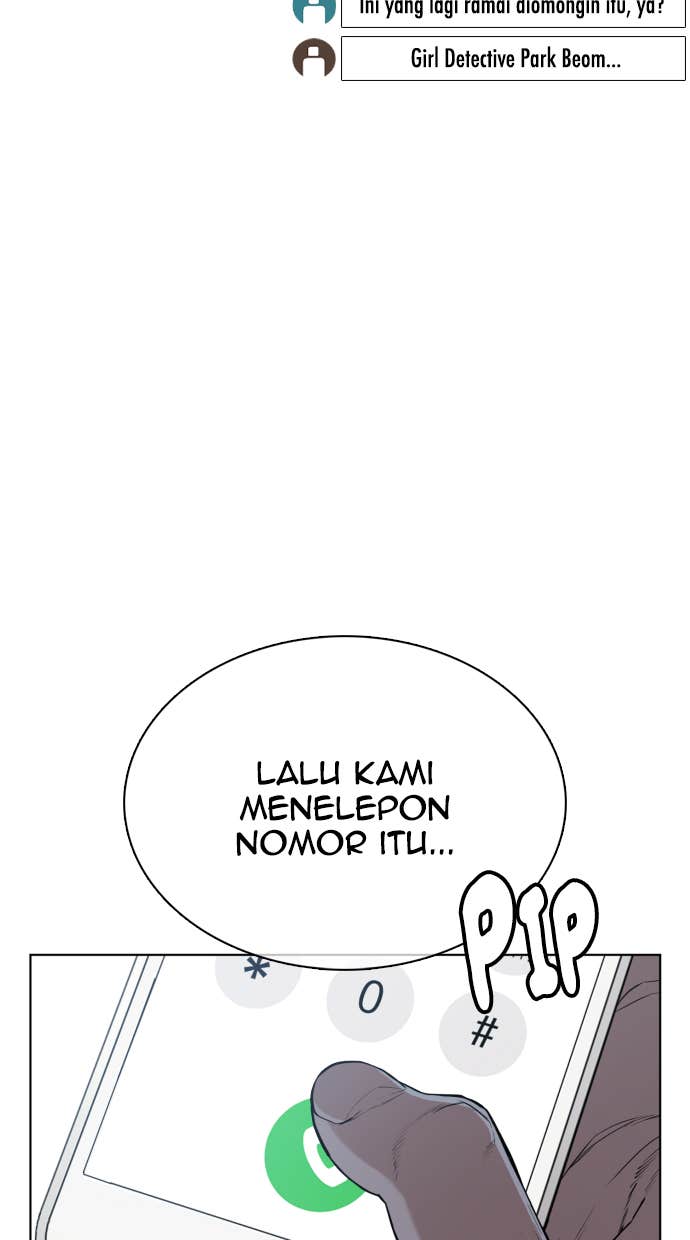 Ini yang lagi ramai diomongin itu, ya?
Girl Detective Park Beom...
LALU KAMI
MENELEPON
NOMOR ITU...
PIP
* 0 #